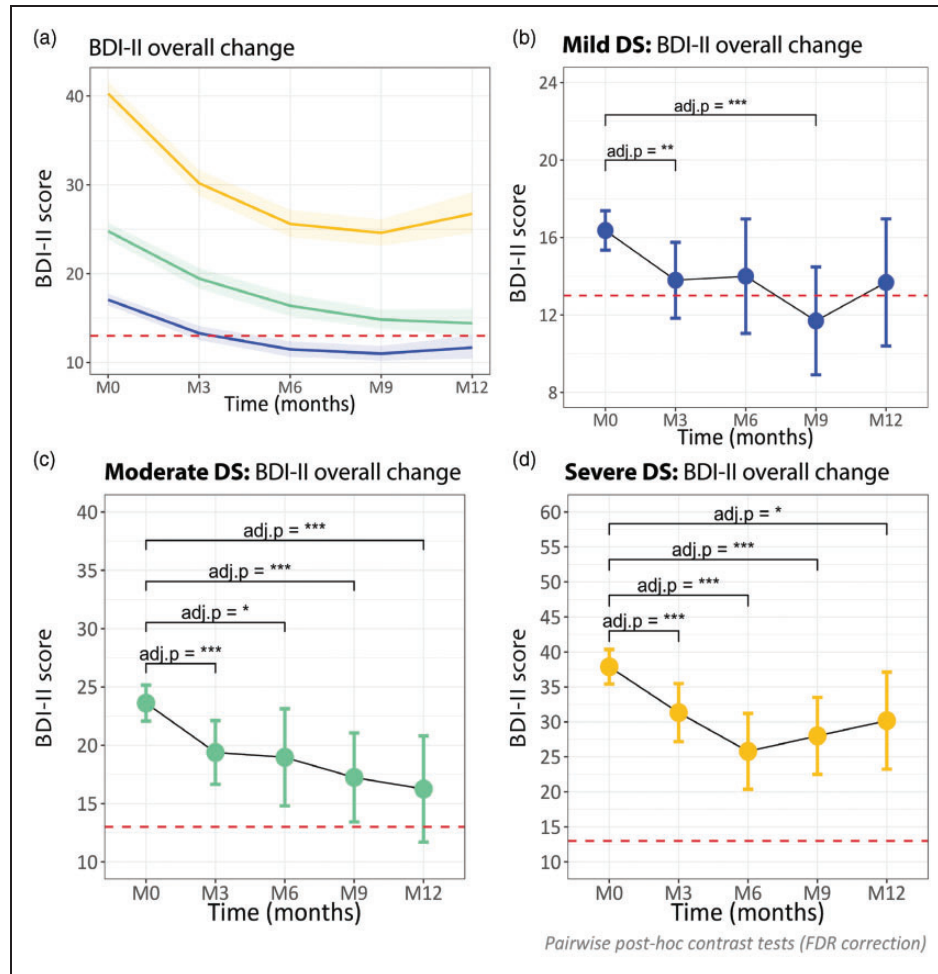 (a)
BDI-II overall change
BDI-II score
40
30
20
10
M0 M3 M6 M9 M12
Time (months)
(b)
Mild DS: BDI-II overall change
BDI-II score
24
20
16
12
8
adj.p = ***
adj.p = **
M0 M3 M6 M9 M12
Time (months)
(c)
Moderate DS: BDI-II overall change
BDI-II score
40
35
30
25
20
15
10
adj.p = ***
adj.p = ***
adj.p = *
adj.p = ***
M0 M3 M6 M9 M12
Time (months)
(d)
Severe DS: BDI-II overall change
BDI-II score
60
55
50
45
40
35
30
25
20
15
10
adj.p = *
adj.p = ***
adj.p = ***
adj.p = ***
M0 M3 M6 M9 M12
Time (months)
Pairwise post-hoc contrast tests (FDR correction)